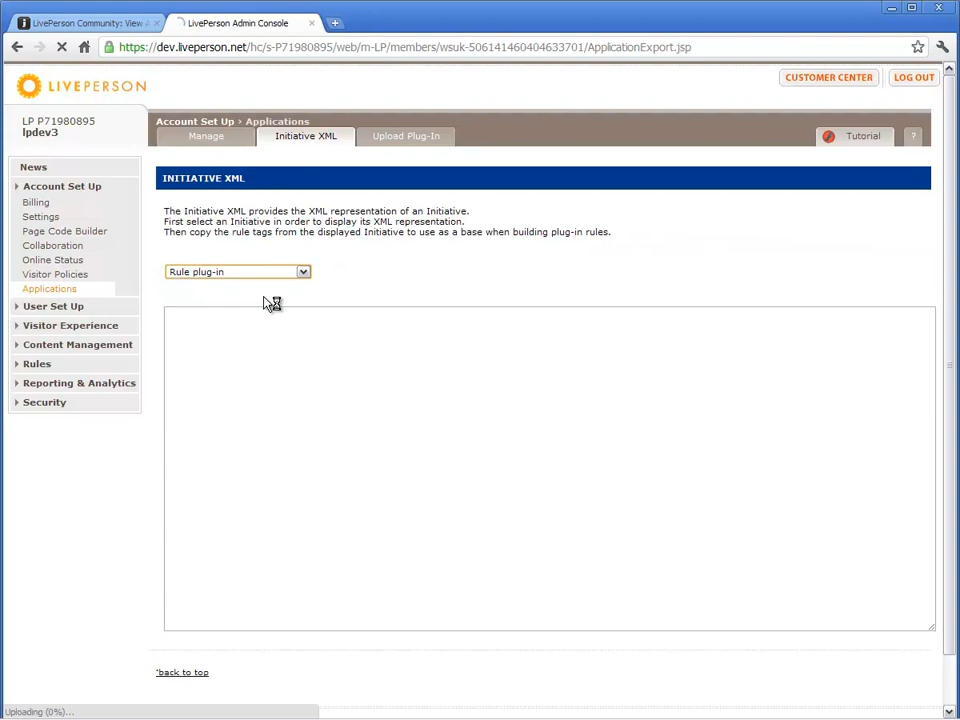 LivePerson Community: View A
LivePerson Admin Console
https://dev.liveperson.net/hc/s-P71980895/web/m-LP/members/wsuk-506141460404633701/ApplicationExport.jsp
LIVEPERSON
CUSTOMER CENTER
LOG OUT
LP P71980895
lpdev3
Account Set Up › Applications
Manage
Initiative XML
Upload Plug-In
Tutorial
?
News
Account Set Up
Billing
Settings
Page Code Builder
Collaboration
Online Status
Visitor Policies
Applications
User Set Up
Visitor Experience
Content Management
Rules
Reporting & Analytics
Security
INITIATIVE XML
The Initiative XML provides the XML representation of an Initiative.
First select an Initiative in order to display its XML representation.
Then copy the rule tags from the displayed Initiative to use as a base when building plug-in rules.
Rule plug-in
^back to top
Uploading (0%)...